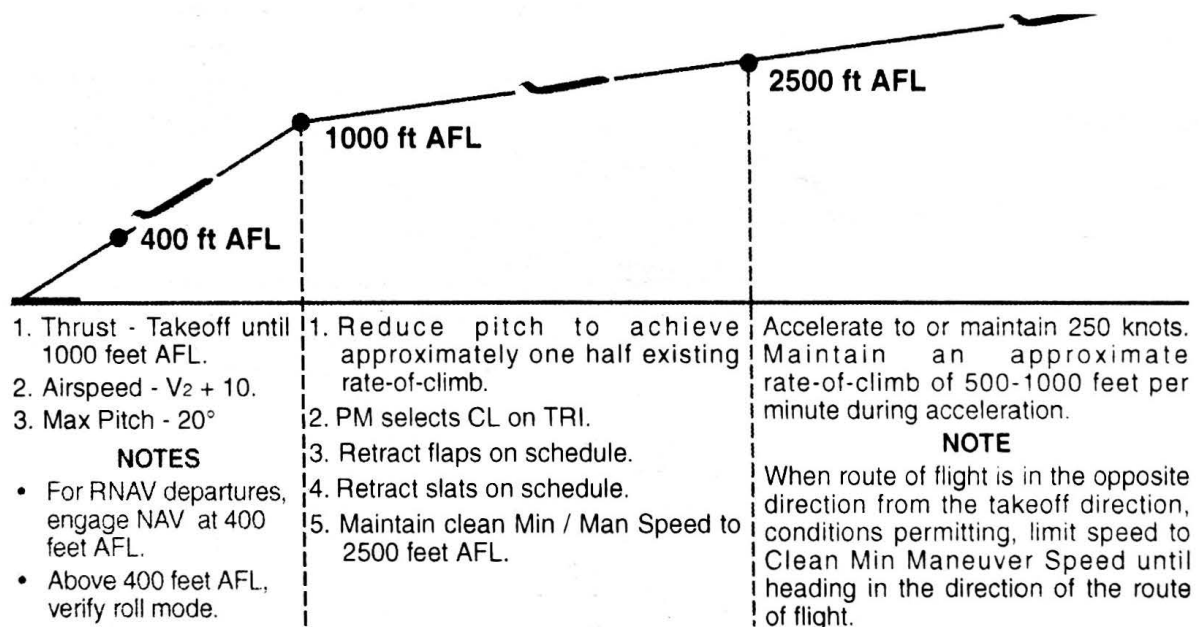 2500 ft AFL
1000 ft AFL
400 ft AFL
1. Thrust - Takeoff until
1000 feet AFL.
2. Airspeed - V2 + 10.
3. Max Pitch - 20°
NOTES
• For RNAV departures,
engage NAV at 400
feet AFL.
• Above 400 feet AFL,
verify roll mode.
1. Reduce pitch to achieve
approximately one half existing
rate-of-climb.
2. PM selects CL on TRI.
3. Retract flaps on schedule.
4. Retract slats on schedule.
5. Maintain clean Min / Man Speed to
2500 feet AFL.
Accelerate to or maintain 250 knots.
Maintain an approximate
rate-of-climb of 500-1000 feet per
minute during acceleration.
NOTE
When route of flight is in the opposite
direction from the takeoff direction,
conditions permitting, limit speed to
Clean Min Maneuver Speed until
heading in the direction of the route
of flight.